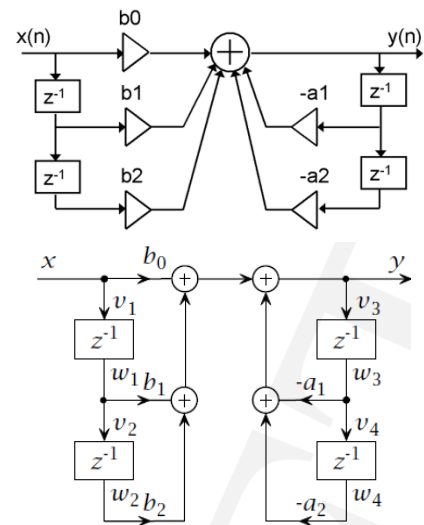 b0
x(n) + y(n)
z-1 z-1
b1 -a1
z-1 z-1
b2 -a2
x b₀ + + y
v₁ v₃
z⁻¹ z⁻¹
w₁ b₁ + + -a₁ w₃
v₂ v₄
z⁻¹ z⁻¹
w₂ b₂ -a₂ w₄